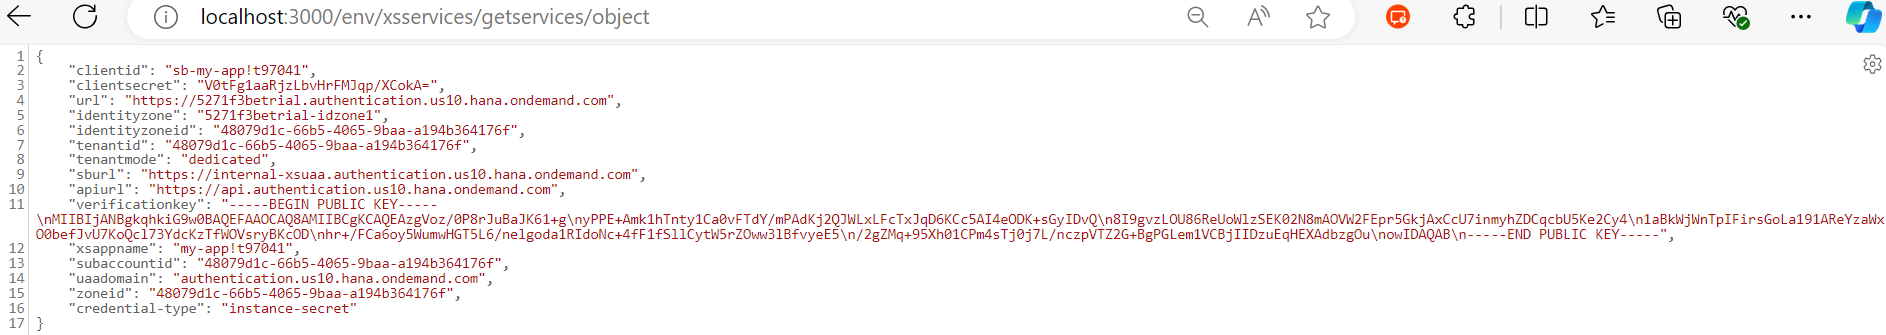 localhost:3000/env/xsservices/getservices/object
1 {
2 "clientid": "sb-my-app!t97041",
3 "clientsecret": "V0tFg1aaRjzLbvHrFMJqp/XCokA=",
4 "url": "https://5271f3betrial.authentication.us10.hana.ondemand.com",
5 "identityzone": "5271f3betrial-idzone1",
6 "identityzoneid": "48079d1c-66b5-4065-9baa-a194b364176f",
7 "tenantid": "48079d1c-66b5-4065-9baa-a194b364176f",
8 "tenantmode": "dedicated",
9 "sburl": "https://internal-xsuaa.authentication.us10.hana.ondemand.com",
10 "apiurl": "https://api.authentication.us10.hana.ondemand.com",
11 "verificationkey": "-----BEGIN PUBLIC KEY-----
\nMIIBIjANBgkqhkiG9w0BAQEFAAOCAQ8AMIIBCgKCAQEAzgVoz/0P8rJuBaJK61+g\nyPPE+Amk1hTnty1Ca0vFTdY/mPAdKj2QJWLxLFcTxJqD6KCc5AI4eODK+sGyIDvQ\n8I9gvzLOU86ReUoWlzSEK02N8mAOVW2FEpr5GkjAxCcU7inmyhZDCqcbU5Ke2Cy4\n1aBkWjWnTpIFirsGoLa191AReYzaWx
O0befJvU7KoQcl73YdcKzTfWOVsryBKcOD\nhr+/FCa6oy5WumwHGT5L6/nelgoda1RIdoNc+4fF1fSllCytW5rZOww3lBfvyeE5\n/2gZMq+95Xh01CPm4sTj0j7L/nczpVTZ2G+BgPGLem1VCBjIIDzuEqHEXAdbzgOu\nowIDAQAB\n-----END PUBLIC KEY-----",
12 "xsappname": "my-app!t97041",
13 "subaccountid": "48079d1c-66b5-4065-9baa-a194b364176f",
14 "uaadomain": "authentication.us10.hana.ondemand.com",
15 "zoneid": "48079d1c-66b5-4065-9baa-a194b364176f",
16 "credential-type": "instance-secret"
17 }